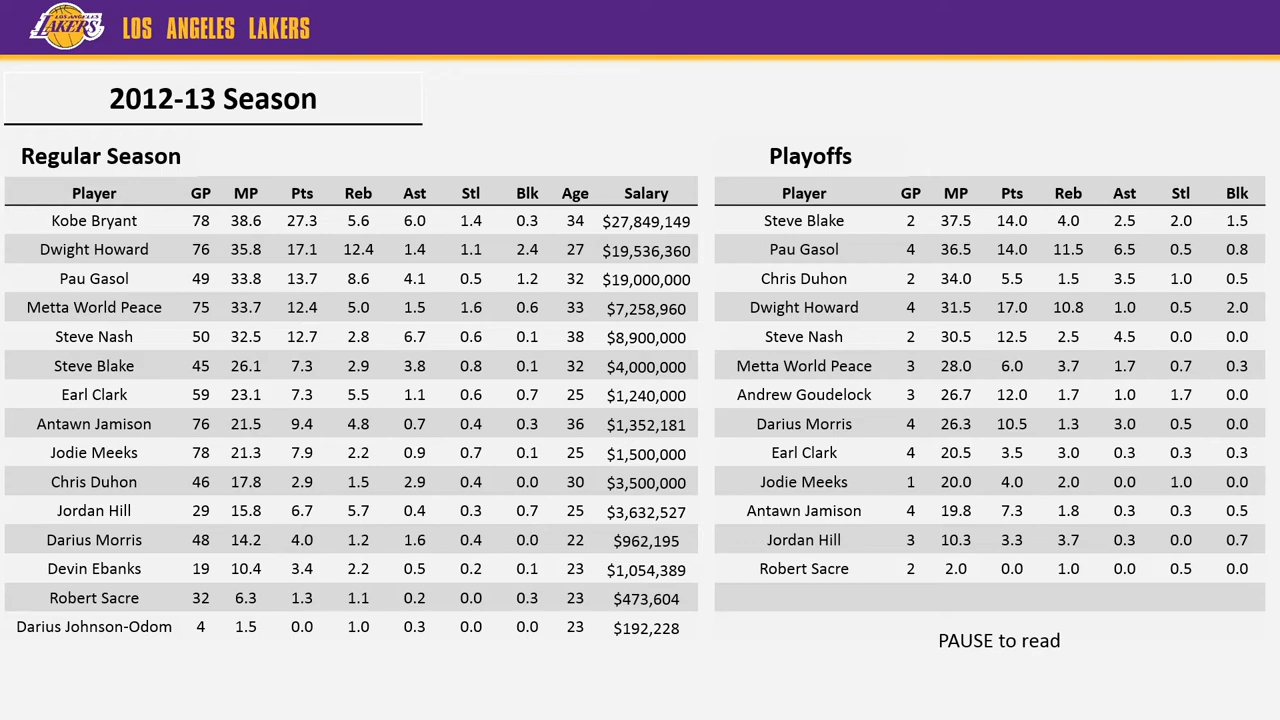 LOS ANGELES LAKERS LOS ANGELES LAKERS
2012-13 Season
Regular Season
Player GP MP Pts Reb Ast Stl Blk Age Salary
Kobe Bryant 78 38.6 27.3 5.6 6.0 1.4 0.3 34 $27,849,149
Dwight Howard 76 35.8 17.1 12.4 1.4 1.1 2.4 27 $19,536,360
Pau Gasol 49 33.8 13.7 8.6 4.1 0.5 1.2 32 $19,000,000
Metta World Peace 75 33.7 12.4 5.0 1.5 1.6 0.6 33 $7,258,960
Steve Nash 50 32.5 12.7 2.8 6.7 0.6 0.1 38 $8,900,000
Steve Blake 45 26.1 7.3 2.9 3.8 0.8 0.1 32 $4,000,000
Earl Clark 59 23.1 7.3 5.5 1.1 0.6 0.7 25 $1,240,000
Antawn Jamison 76 21.5 9.4 4.8 0.7 0.4 0.3 36 $1,352,181
Jodie Meeks 78 21.3 7.9 2.2 0.9 0.7 0.1 25 $1,500,000
Chris Duhon 46 17.8 2.9 1.5 2.9 0.4 0.0 30 $3,500,000
Jordan Hill 29 15.8 6.7 5.7 0.4 0.3 0.7 25 $3,632,527
Darius Morris 48 14.2 4.0 1.2 1.6 0.4 0.0 22 $962,195
Devin Ebanks 19 10.4 3.4 2.2 0.5 0.2 0.1 23 $1,054,389
Robert Sacre 32 6.3 1.3 1.1 0.2 0.0 0.3 23 $473,604
Darius Johnson-Odom 4 1.5 0.0 1.0 0.3 0.0 0.0 23 $192,228
Playoffs
Player GP MP Pts Reb Ast Stl Blk
Steve Blake 2 37.5 14.0 4.0 2.5 2.0 1.5
Pau Gasol 4 36.5 14.0 11.5 6.5 0.5 0.8
Chris Duhon 2 34.0 5.5 1.5 3.5 1.0 0.5
Dwight Howard 4 31.5 17.0 10.8 1.0 0.5 2.0
Steve Nash 2 30.5 12.5 2.5 4.5 0.0 0.0
Metta World Peace 3 28.0 6.0 3.7 1.7 0.7 0.3
Andrew Goudelock 3 26.7 12.0 1.7 1.0 1.7 0.0
Darius Morris 4 26.3 10.5 1.3 3.0 0.5 0.0
Earl Clark 4 20.5 3.5 3.0 0.3 0.3 0.3
Jodie Meeks 1 20.0 4.0 2.0 0.0 1.0 0.0
Antawn Jamison 4 19.8 7.3 1.8 0.3 0.3 0.5
Jordan Hill 3 10.3 3.3 3.7 0.3 0.0 0.7
Robert Sacre 2 2.0 0.0 1.0 0.0 0.5 0.0
PAUSE to read